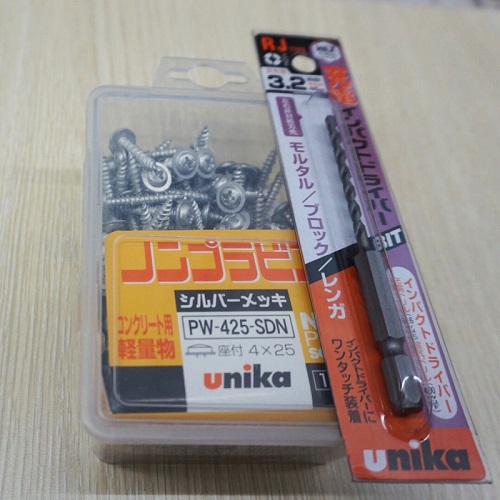 ノンプラビス
シルバーメッキ
PW-425-SDN
コンクリート用
軽量物
座付 4×25
unika
RJ
3.2
インパクトドライバー
BIT
モルタル/ブロック/レンガ
インパクトドライバー
インパクトドライバーに
ワンタッチ装着
unika